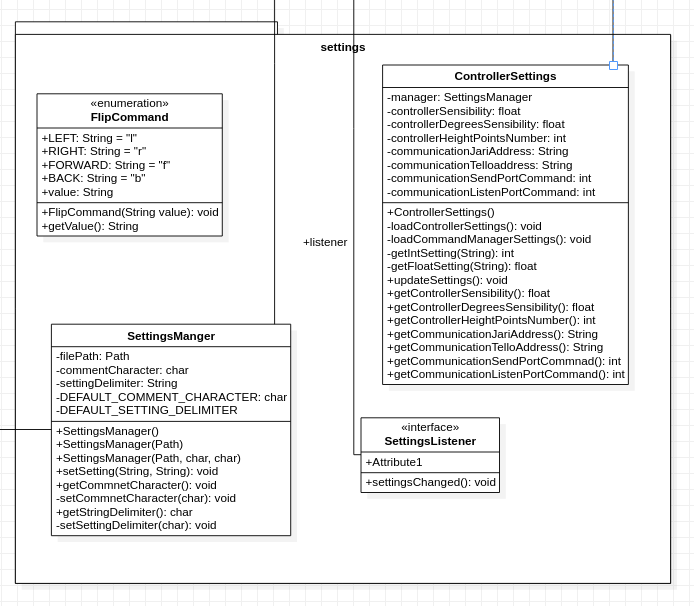 settings
«enumeration»
FlipCommand
+LEFT: String = "l"
+RIGHT: String = "r"
+FORWARD: String = "f"
+BACK: String = "b"
+value: String
+FlipCommand(String value): void
+getValue(): String
ControllerSettings
-manager: SettingsManager
-controllerSensibility: float
-controllerDegreesSensibility: float
-controllerHeightPointsNumber: int
-communicationJariAddress: String
-communicationTelloaddress: String
-communicationSendPortCommand: int
-communicationListenPortCommand: int
+ControllerSettings()
-loadControllerSettings(): void
-loadCommandManagerSettings(): void
-getIntSetting(String): int
-getFloatSetting(String): float
+updateSettings(): void
+getControllerSensibility(): float
+getControllerDegreesSensibility(): float
+getControllerHeightPointsNumber(): int
+getCommunicationJariAddress(): String
+getCommunicationTelloAddress(): String
+getCommunicationSendPortCommnad(): int
+getCommunicationListenPortCommand(): int
+listener
SettingsManger
-filePath: Path
-commentCharacter: char
-settingDelimiter: String
-DEFAULT_COMMENT_CHARACTER: char
-DEFAULT_SETTING_DELIMITER
+SettingsManager()
+SettingsManager(Path)
+SettingsManager(Path, char, char)
+setSetting(String, String): void
+getCommnetCharacter(): void
-setCommnetCharacter(char): void
+getStringDelimiter(): char
-setSettingDelimiter(char): void
«interface»
SettingsListener
+Attribute1
+settingsChanged(): void